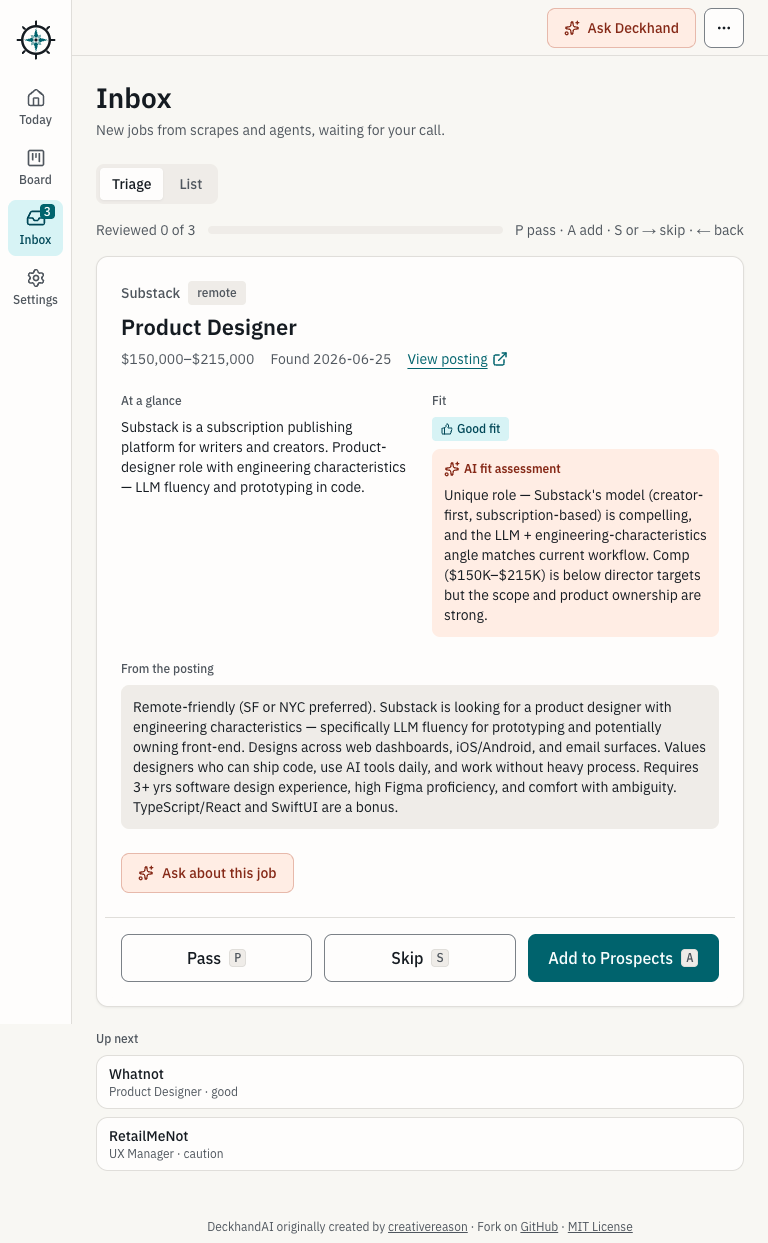 Ask Deckhand
···
Today
Board
3
Inbox
Settings
Inbox
New jobs from scrapes and agents, waiting for your call.
Triage
List
Reviewed 0 of 3
P pass · A add · S or → skip · ← back
Substack
remote
Product Designer
$150,000–$215,000
Found 2026-06-25
View posting
At a glance
Substack is a subscription publishing
platform for writers and creators. Product-
designer role with engineering characteristics
— LLM fluency and prototyping in code.
Fit
Good fit
AI fit assessment
Unique role — Substack's model (creator-
first, subscription-based) is compelling,
and the LLM + engineering-characteristics
angle matches current workflow. Comp
($150K–$215K) is below director targets
but the scope and product ownership are
strong.
From the posting
Remote-friendly (SF or NYC preferred). Substack is looking for a product designer with
engineering characteristics — specifically LLM fluency for prototyping and potentially
owning front-end. Designs across web dashboards, iOS/Android, and email surfaces. Values
designers who can ship code, use AI tools daily, and work without heavy process. Requires
3+ yrs software design experience, high Figma proficiency, and comfort with ambiguity.
TypeScript/React and SwiftUI are a bonus.
Ask about this job
Pass P
Skip S
Add to Prospects A
Up next
Whatnot
Product Designer · good
RetailMeNot
UX Manager · caution
DeckhandAI originally created by creativereason · Fork on GitHub · MIT License